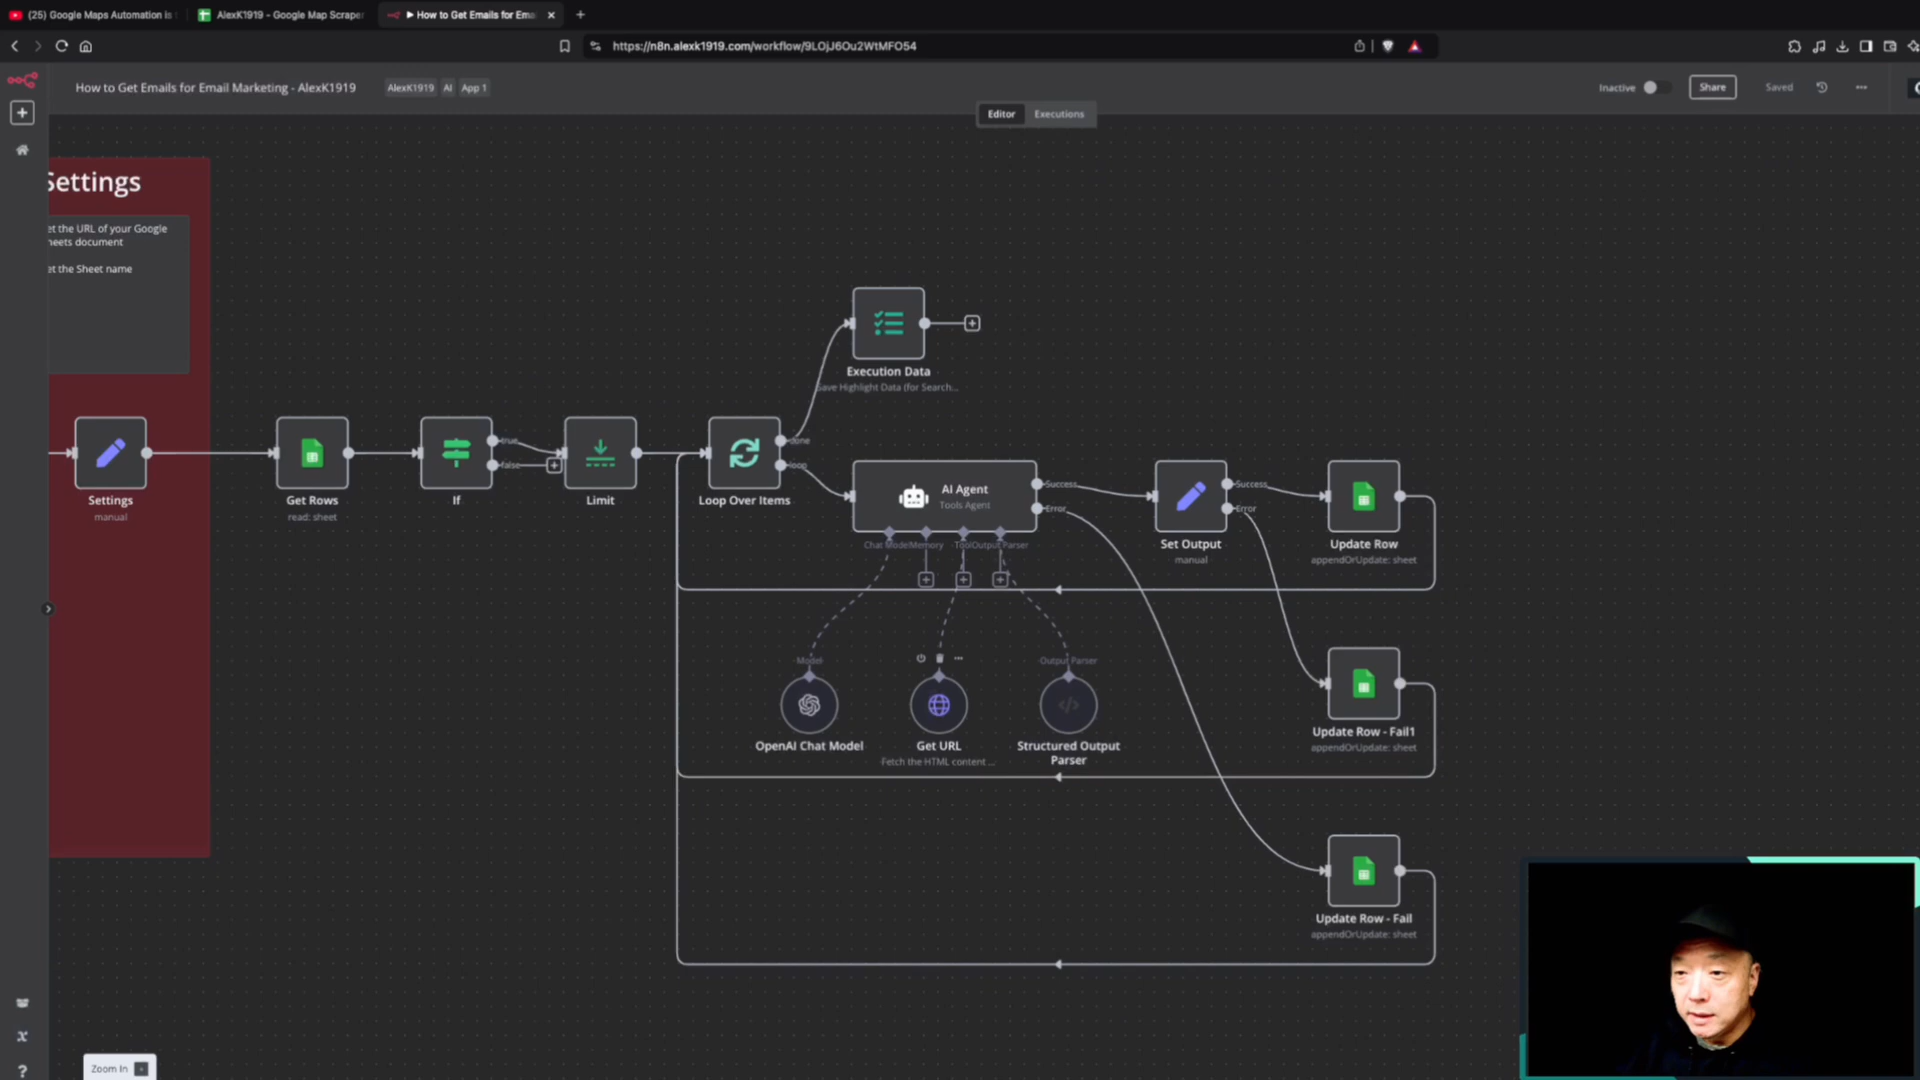 (25) Google Maps Automation is
AlexK1919 - Google Map Scraper
▶ How to Get Emails for Ema
https://n8n.alexk1919.com/workflow/9LOjJ6Ou2WtMFO54
How to Get Emails for Email Marketing - AlexK1919
AlexK1919
AI
App 1
Inactive
Share
Saved
Editor
Executions
Settings
et the URL of your Google
heets document
et the Sheet name
Execution Data
Save Highlight Data (for Search...
Settings
manual
Get Rows
read: sheet
If
true
false
Limit
Loop Over Items
done
loop
AI Agent
Tools Agent
Success
Error
Chat Model
Memory
Tool
Output Parser
Set Output
manual
Success
Error
Update Row
appendOrUpdate: sheet
Model
Output Parser
OpenAI Chat Model
Get URL
Fetch the HTML content ...
Structured Output
Parser
Update Row - Fail1
appendOrUpdate: sheet
Update Row - Fail
appendOrUpdate: sheet
Zoom In